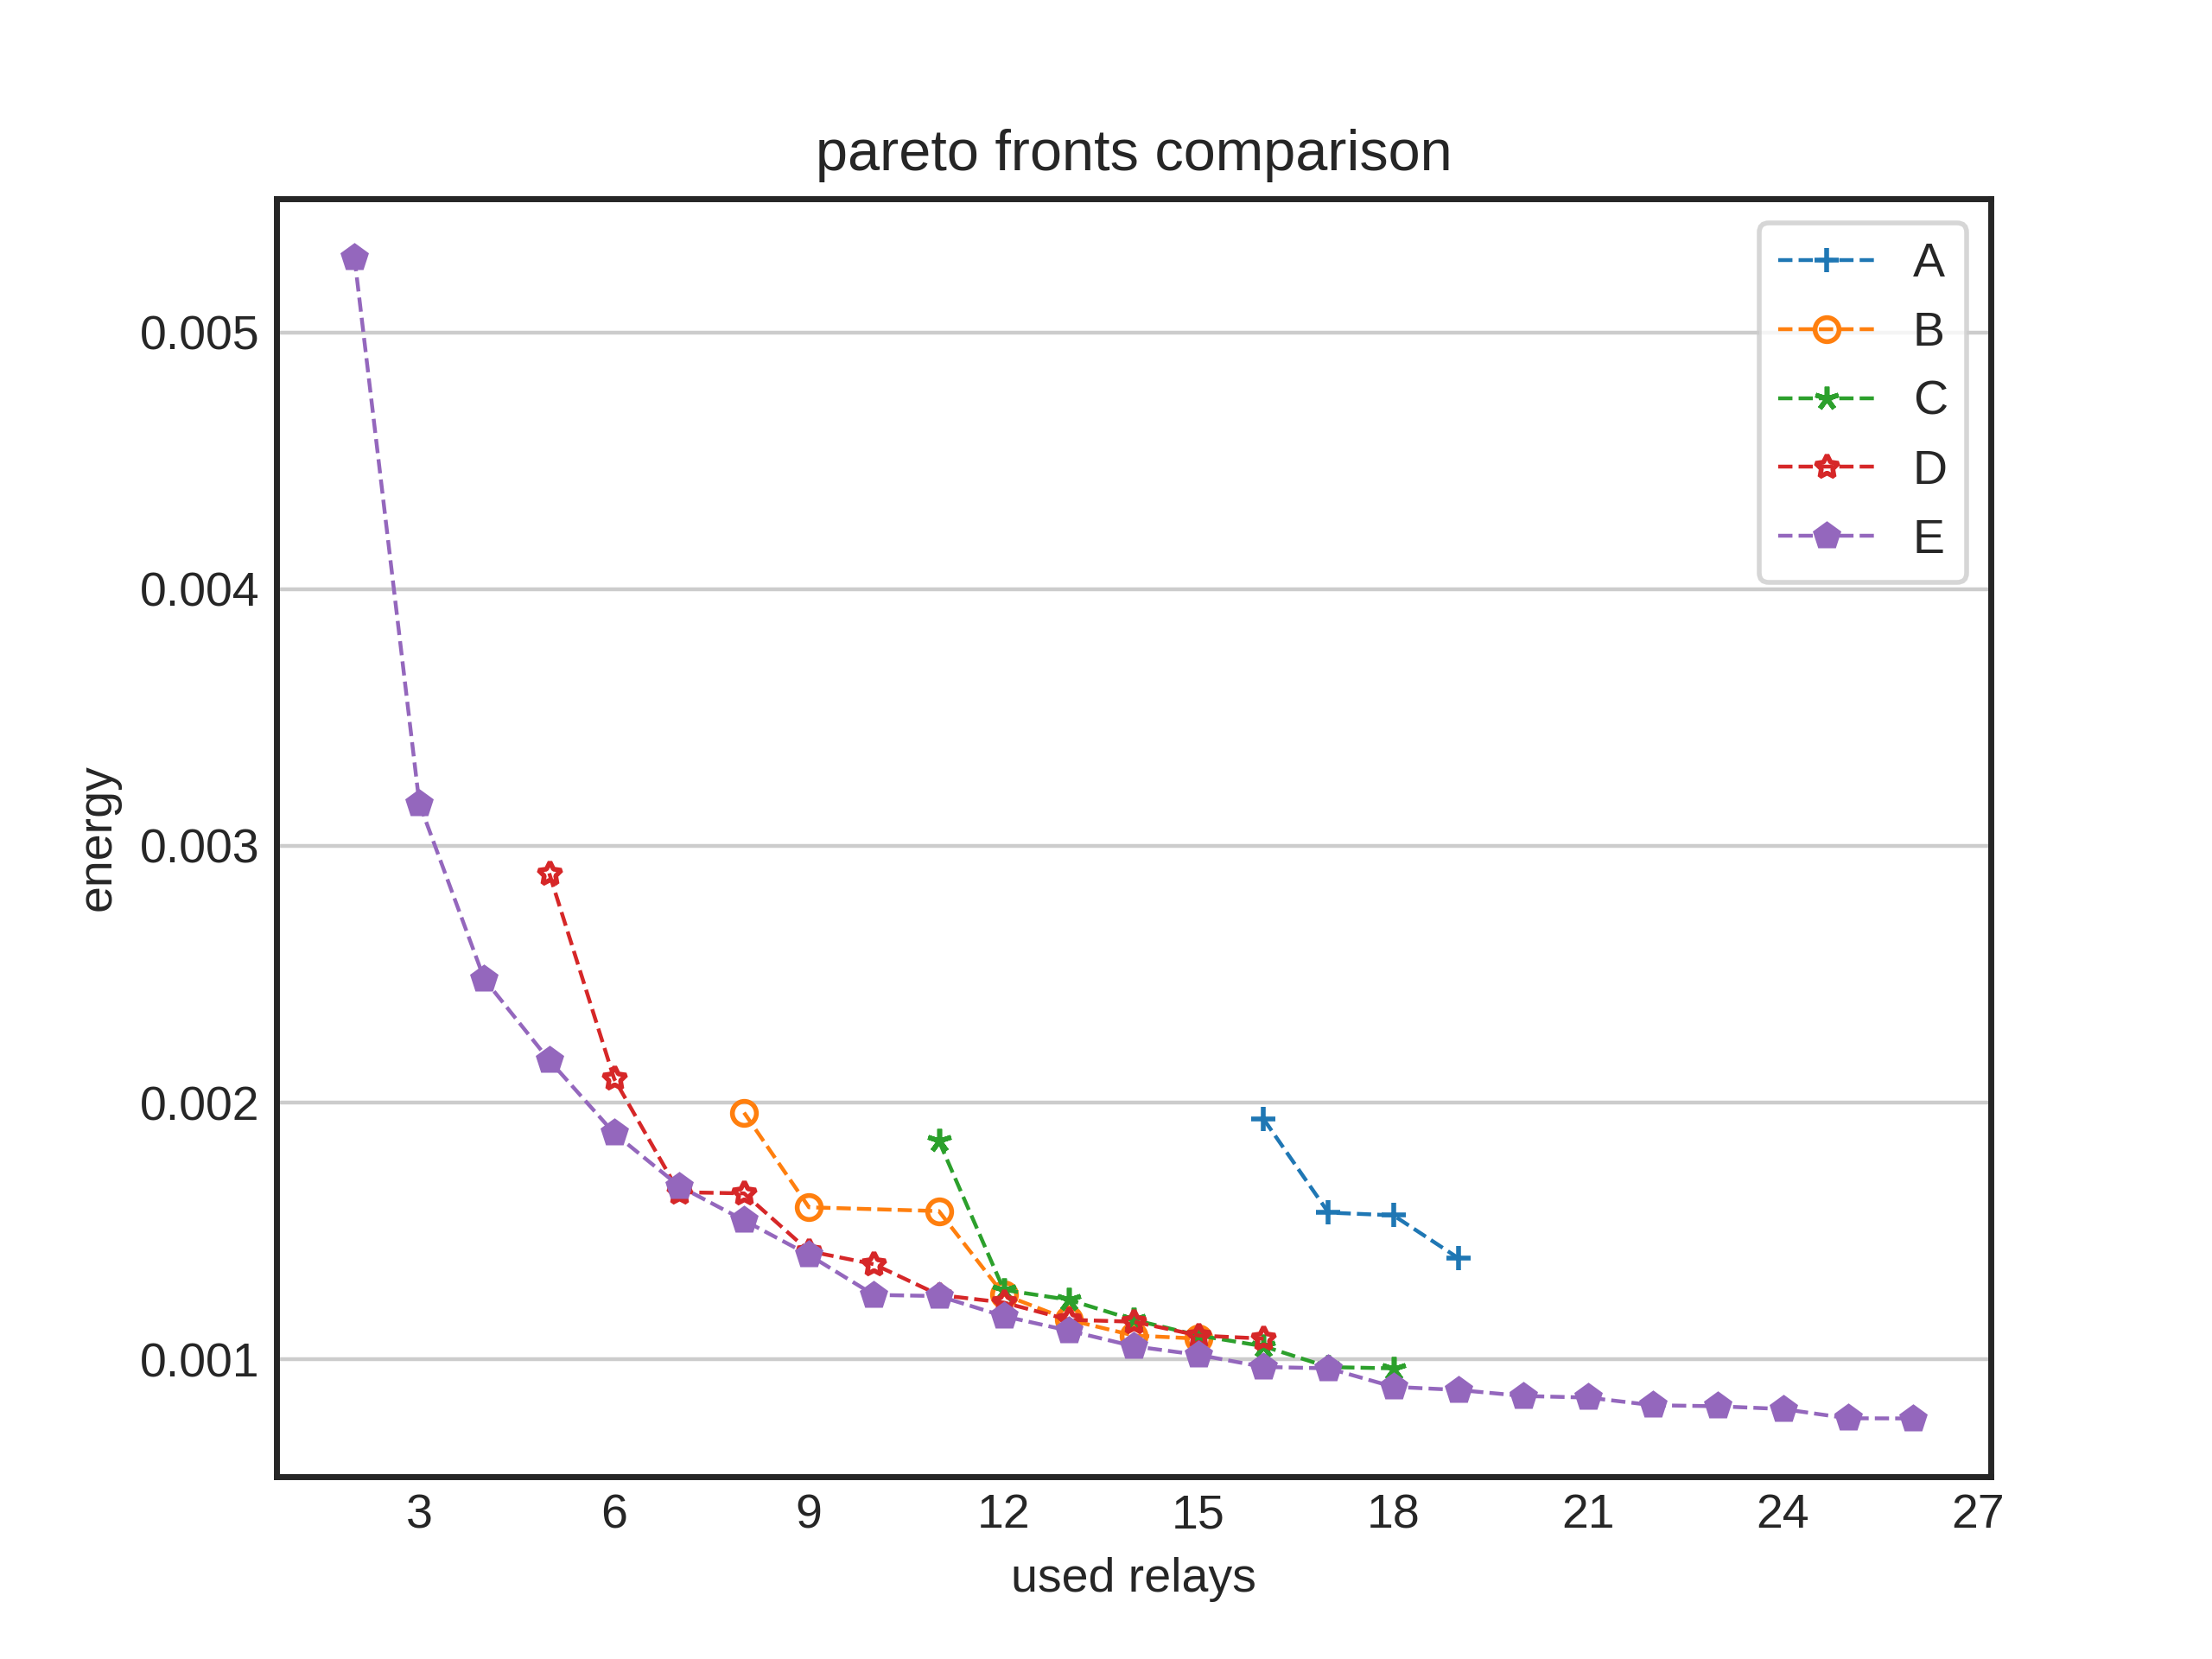 pareto fronts comparison
A
B
C
D
E
0.005
0.004
0.003
0.002
0.001
energy
3 6 9 12 15 18 21 24 27
used relays